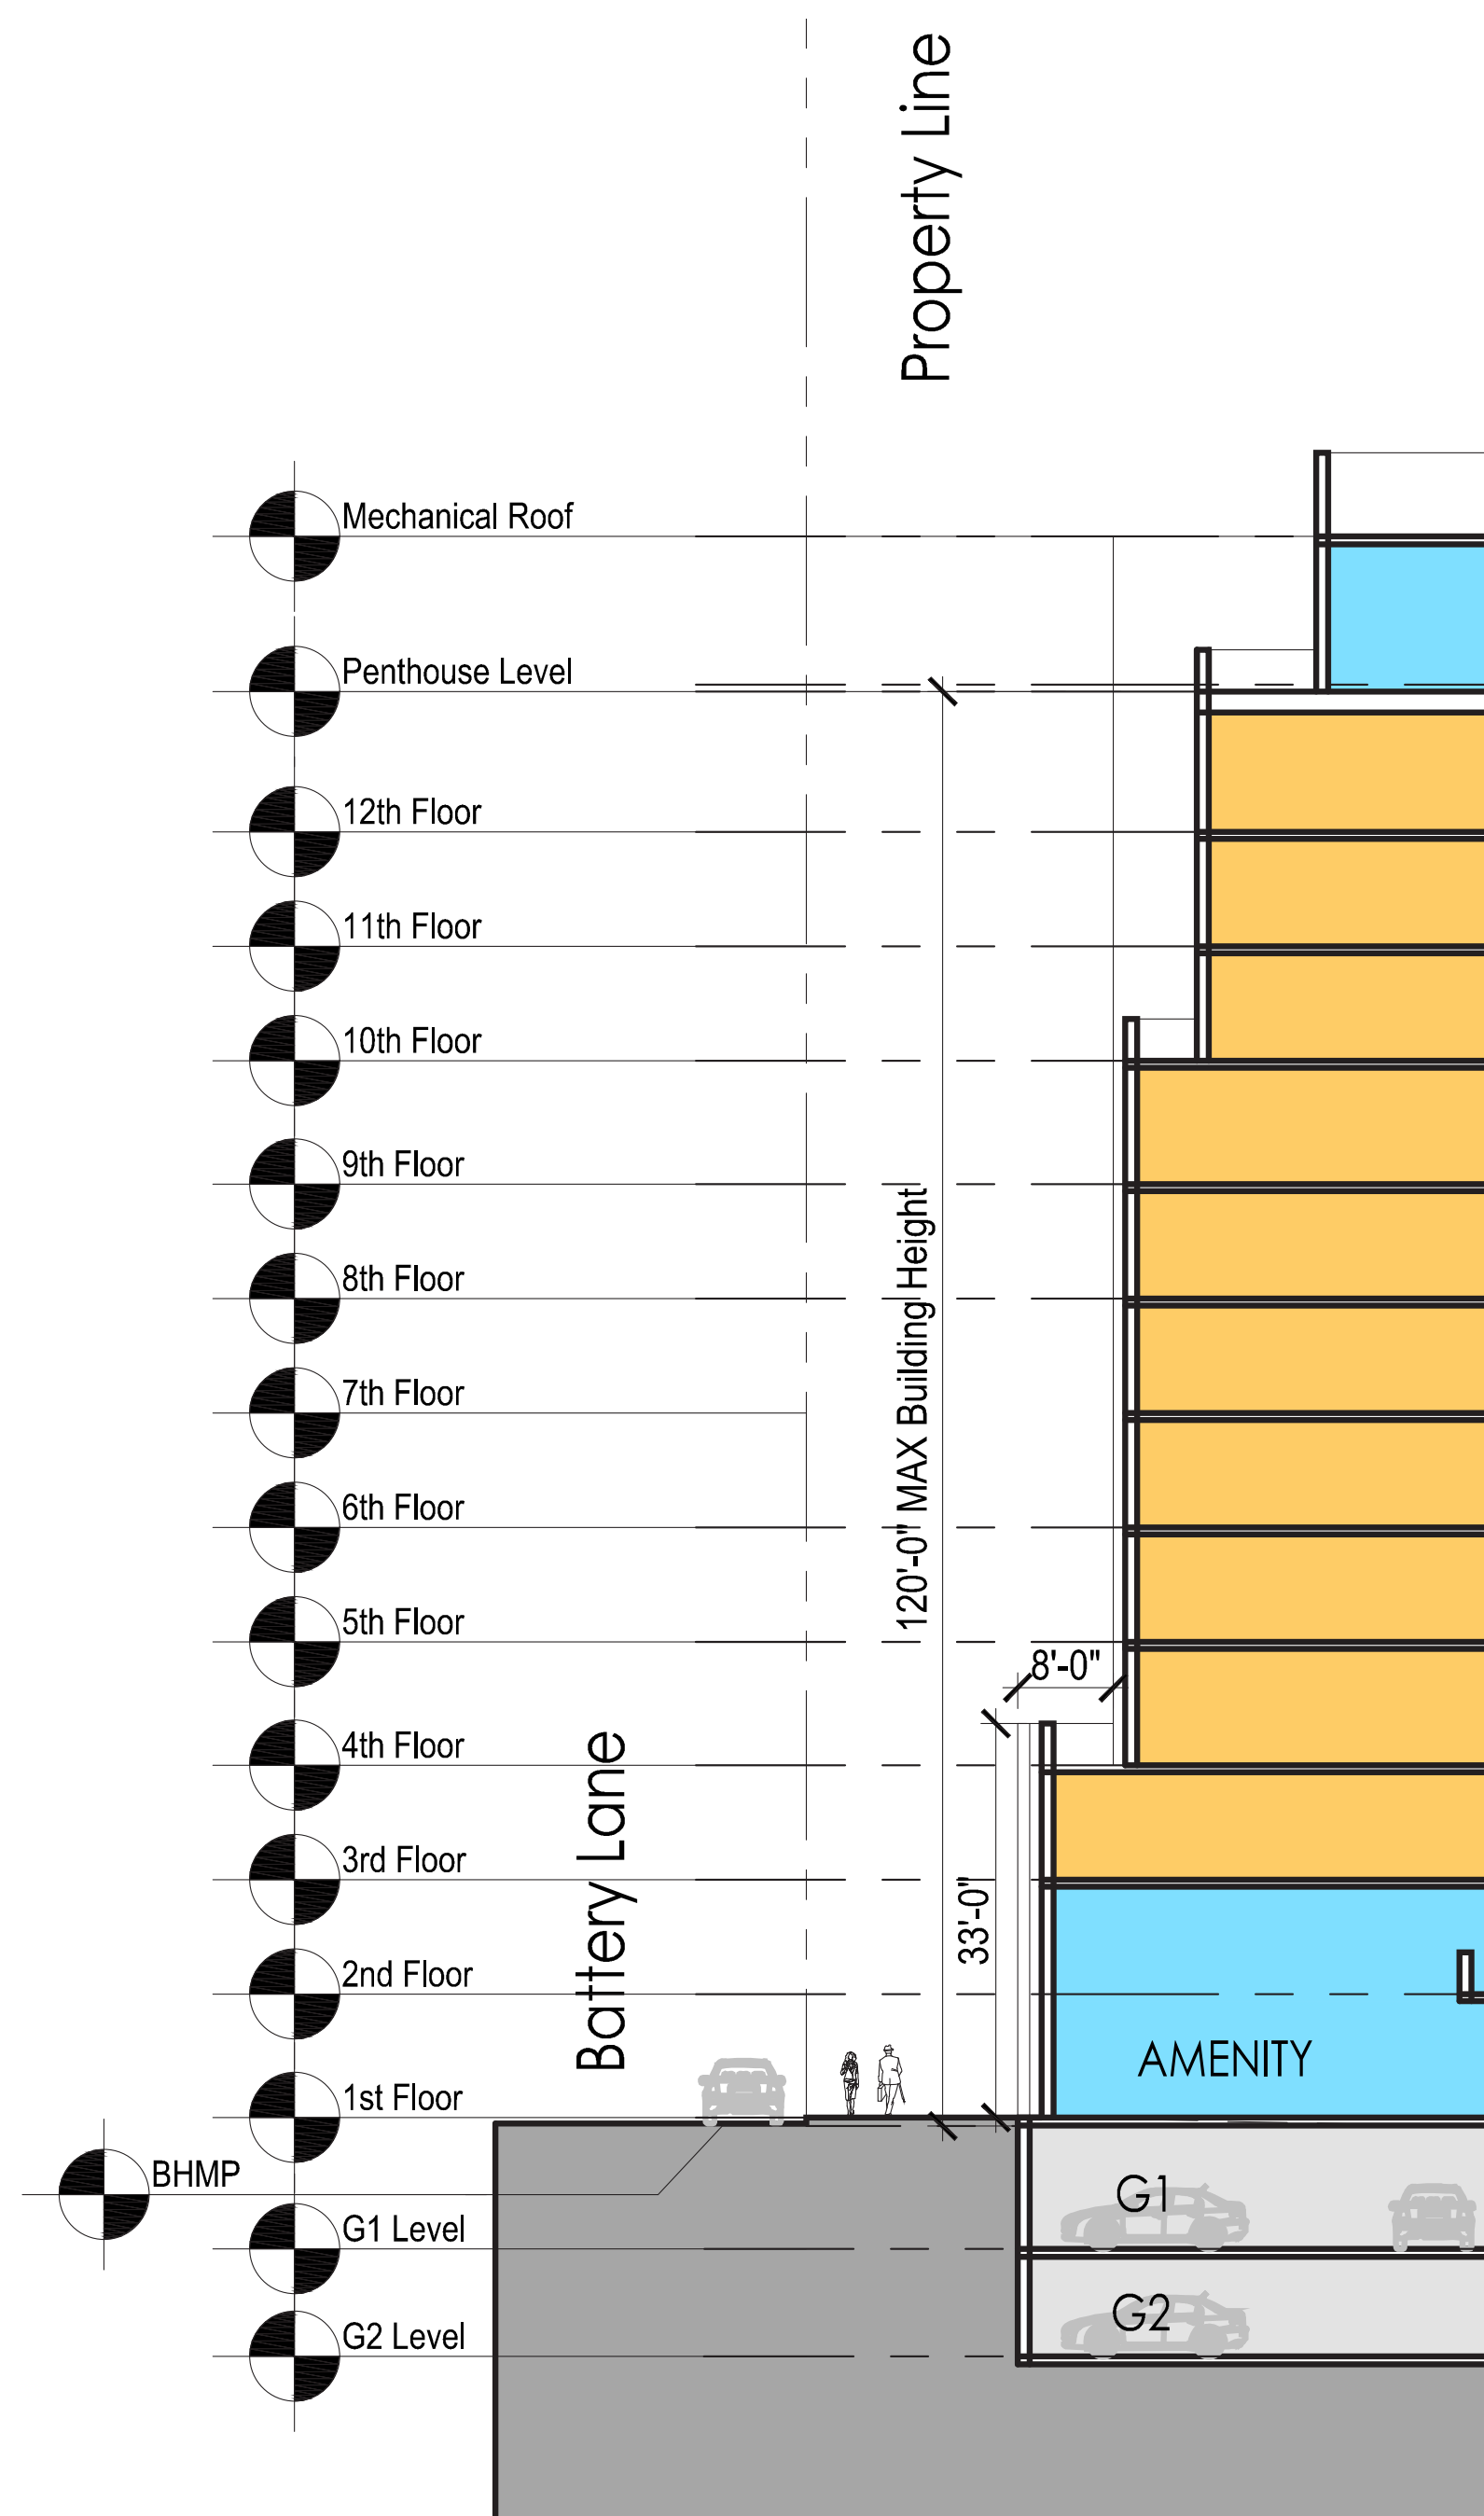 Property Line
Mechanical Roof
Penthouse Level
12th Floor
11th Floor
10th Floor
9th Floor
8th Floor
7th Floor
6th Floor
5th Floor
4th Floor
3rd Floor
2nd Floor
1st Floor
BHMP
G1 Level
G2 Level
Battery Lane
120'-0" MAX Building Height
8'-0"
33'-0"
AMENITY
G1
G2